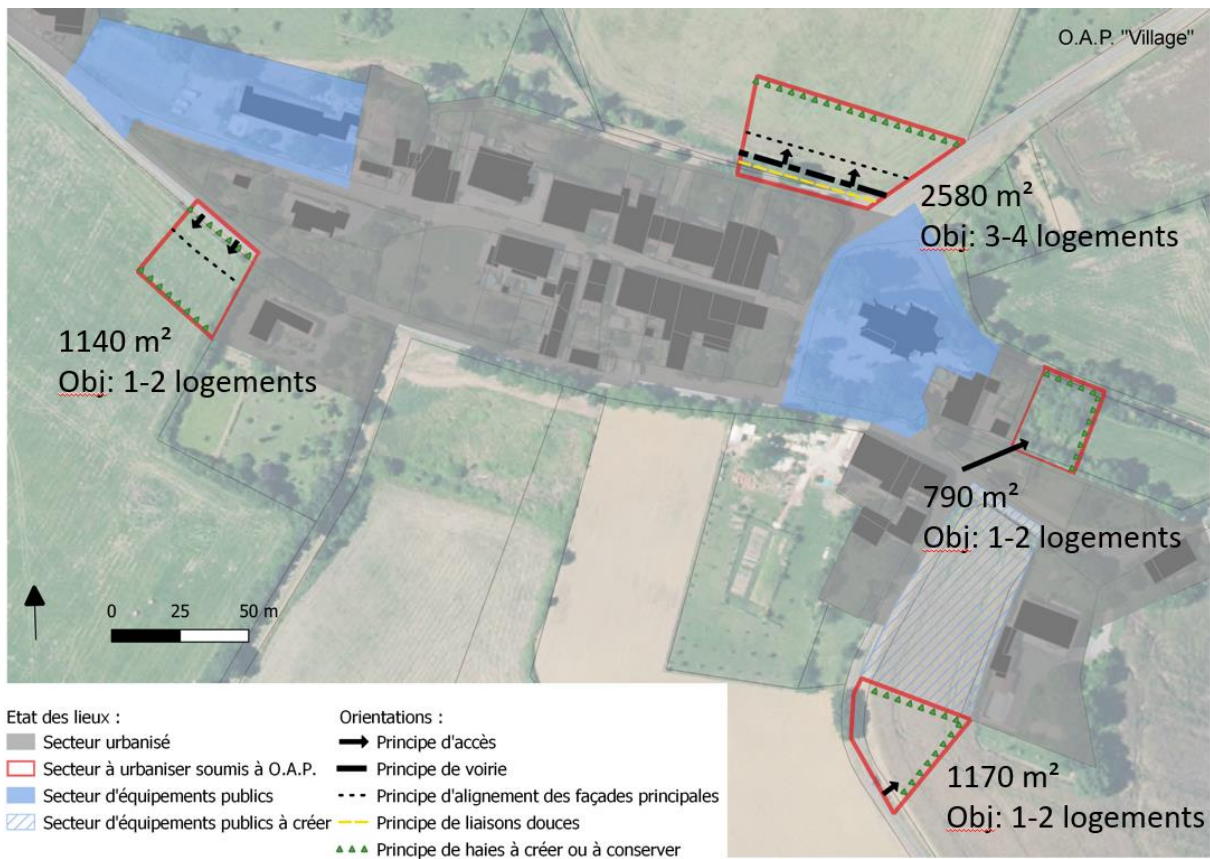 O.A.P. "Village"
2580 m²
Obj: 3-4 logements
1140 m²
Obj: 1-2 logements
790 m²
Obj: 1-2 logements
0 25 50 m
1170 m²
Obj: 1-2 logements
Etat des lieux :
Secteur urbanisé
Secteur à urbaniser soumis à O.A.P.
Secteur d'équipements publics
Secteur d'équipements publics à créer
Orientations :
Principe d'accès
Principe de voirie
Principe d'alignement des façades principales
Principe de liaisons douces
Principe de haies à créer ou à conserver